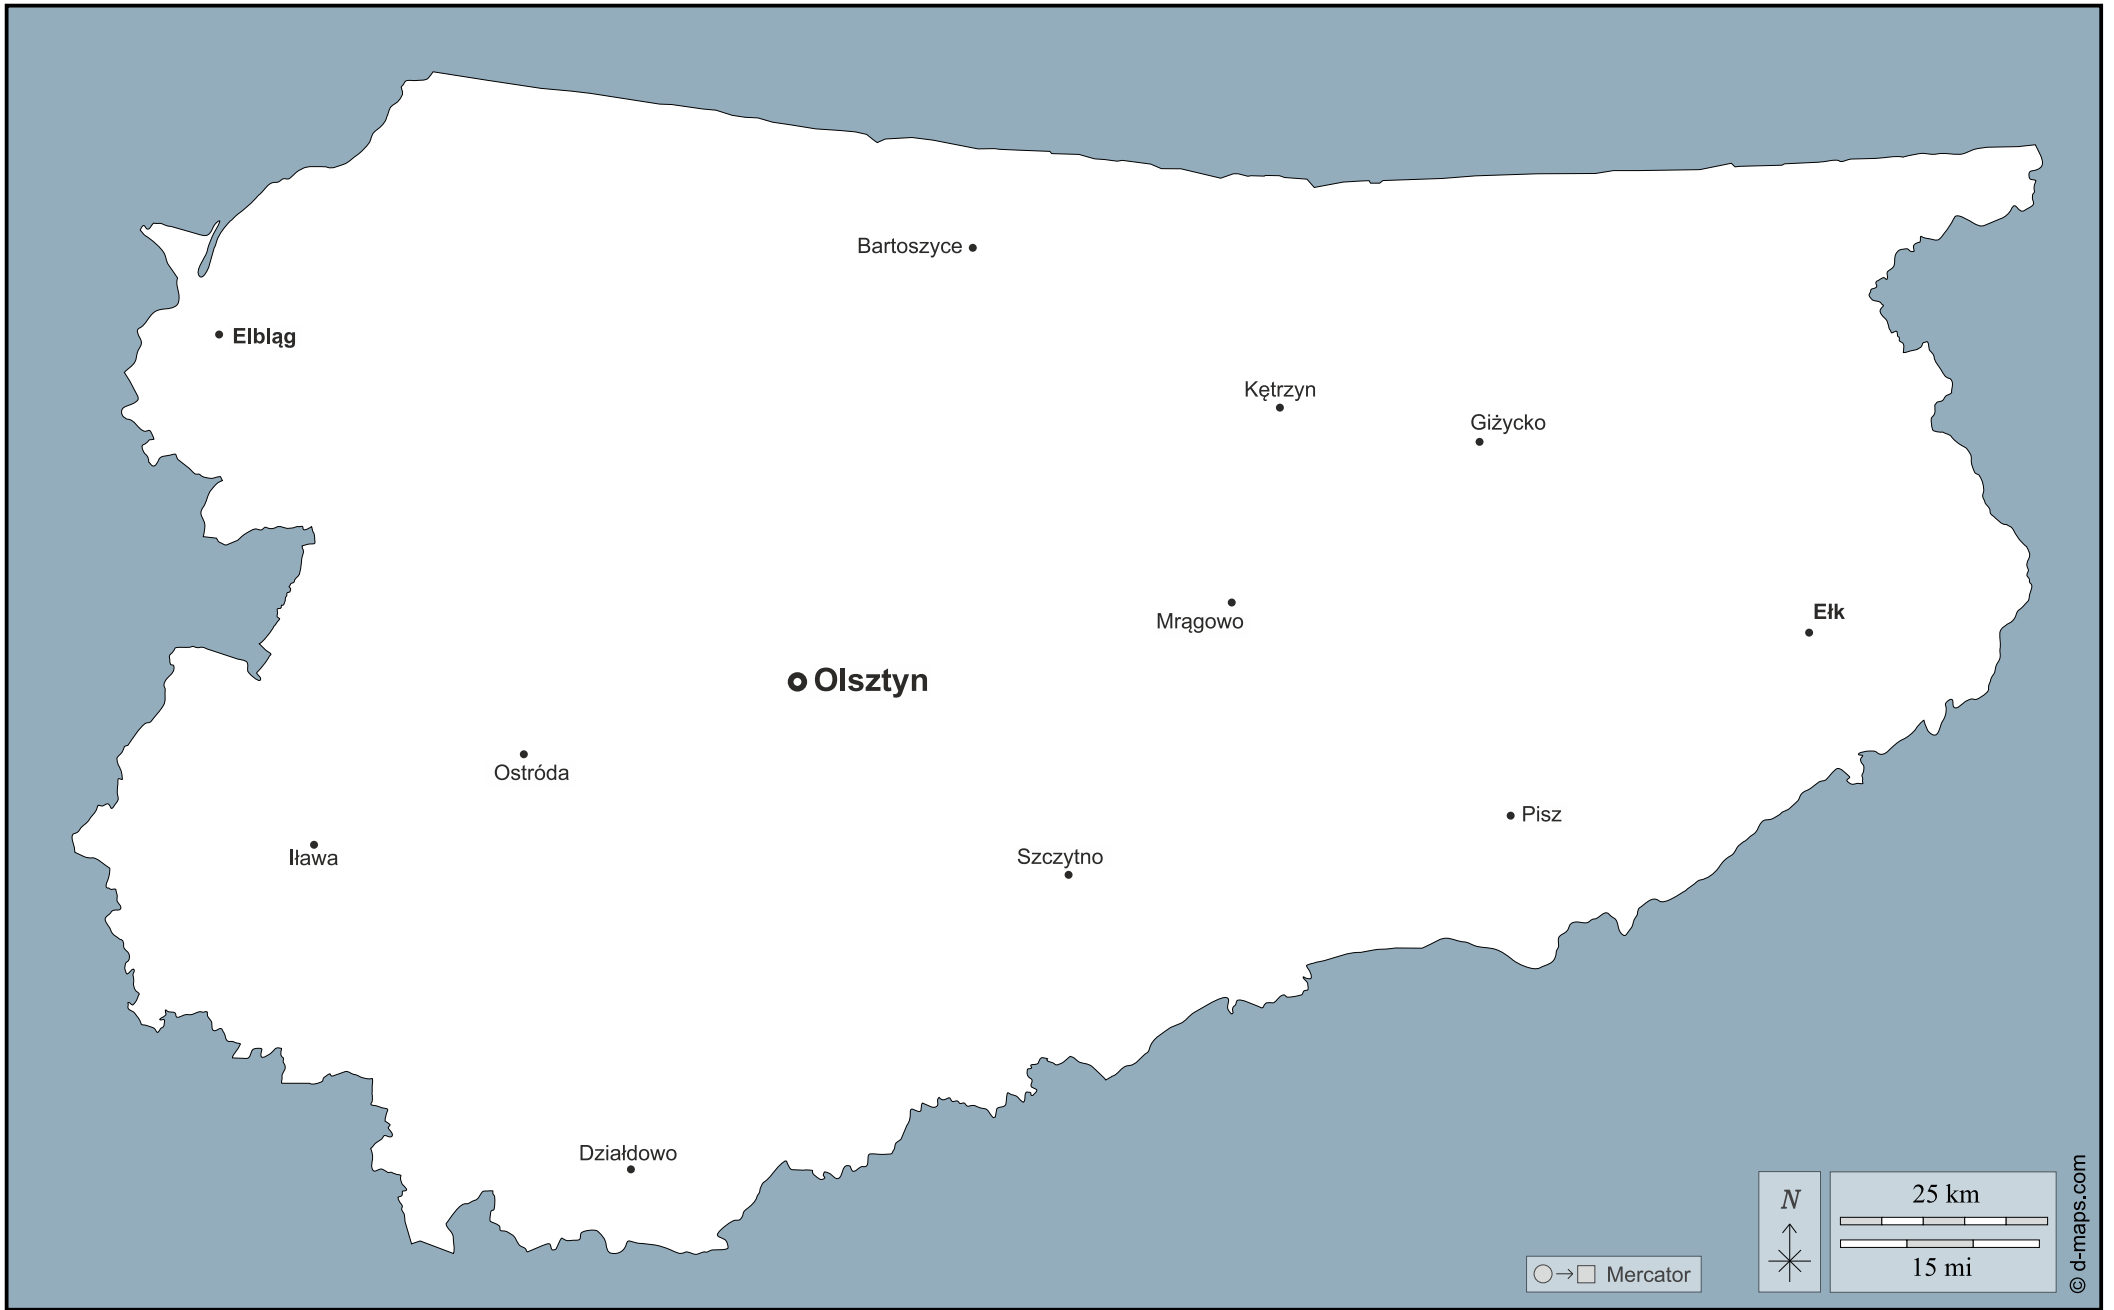 Bartoszyce
Elbląg
Kętrzyn
Giżycko
Mrągowo
Ełk
Olsztyn
Ostróda
Pisz
Iława
Szczytno
Działdowo
N
25 km
15 mi
Mercator
© d-maps.com